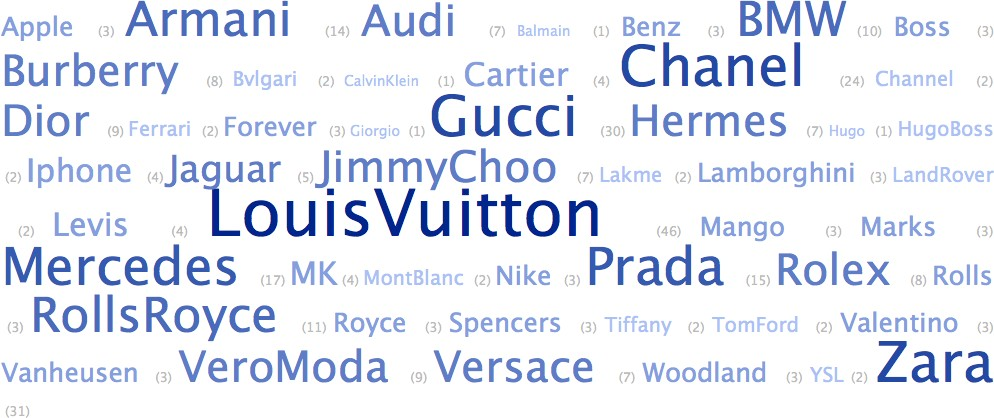 Apple (3) Armani (14) Audi (7) Balmain (1) Benz (3) BMW (10) Boss (3)
Burberry (8) Bvlgari (2) CalvinKlein (1) Cartier (4) Chanel (24) Channel (2)
Dior (9) Ferrari (2) Forever (3) Giorgio (1) Gucci (30) Hermes (7) Hugo (1) HugoBoss
(2) Iphone (4) Jaguar (5) JimmyChoo (7) Lakme (2) Lamborghini (3) LandRover
(2) Levis (4) LouisVuitton (46) Mango (3) Marks (3)
Mercedes (17) MK (4) MontBlanc (2) Nike (3) Prada (15) Rolex (8) Rolls
(3) RollsRoyce (11) Royce (3) Spencers (3) Tiffany (2) TomFord (2) Valentino (3)
Vanheusen (3) VeroModa (9) Versace (7) Woodland (3) YSL (2) Zara
(31)